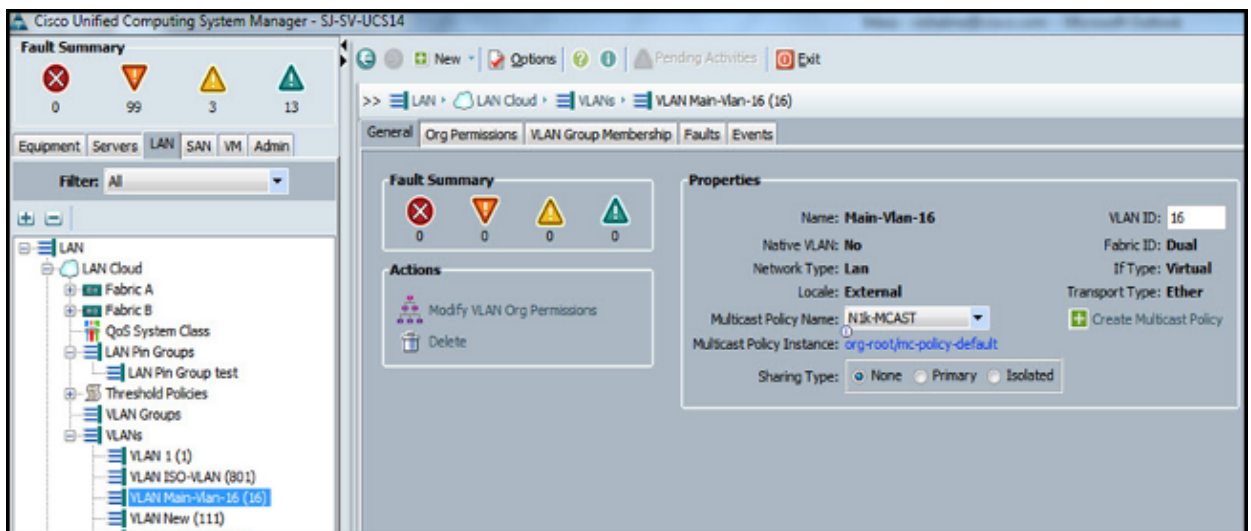 Cisco Unified Computing System Manager - SJ-SV-UCS14
Fault Summary
0 99 3 13
New Options Pending Activities Exit
>> LAN LAN Cloud VLANs VLAN Main-Vlan-16 (16)
Equipment Servers LAN SAN VM Admin
Filter: All
LAN
LAN Cloud
Fabric A
Fabric B
QoS System Class
LAN Pin Groups
LAN Pin Group test
Threshold Policies
VLAN Groups
VLANs
VLAN 1 (1)
VLAN ISO-VLAN (801)
VLAN Main-Vlan-16 (16)
VLAN New (111)
General Org Permissions VLAN Group Membership Faults Events
Fault Summary
0 0 0 0
Actions
Modify VLAN Org Permissions
Delete
Properties
Name: Main-Vlan-16 VLAN ID: 16
Native VLAN: No Fabric ID: Dual
Network Type: Lan If Type: Virtual
Locale: External Transport Type: Ether
Multicast Policy Name: N1k-MCAST Create Multicast Policy
Multicast Policy Instance: org-root/mc-policy-default
Sharing Type: None Primary Isolated